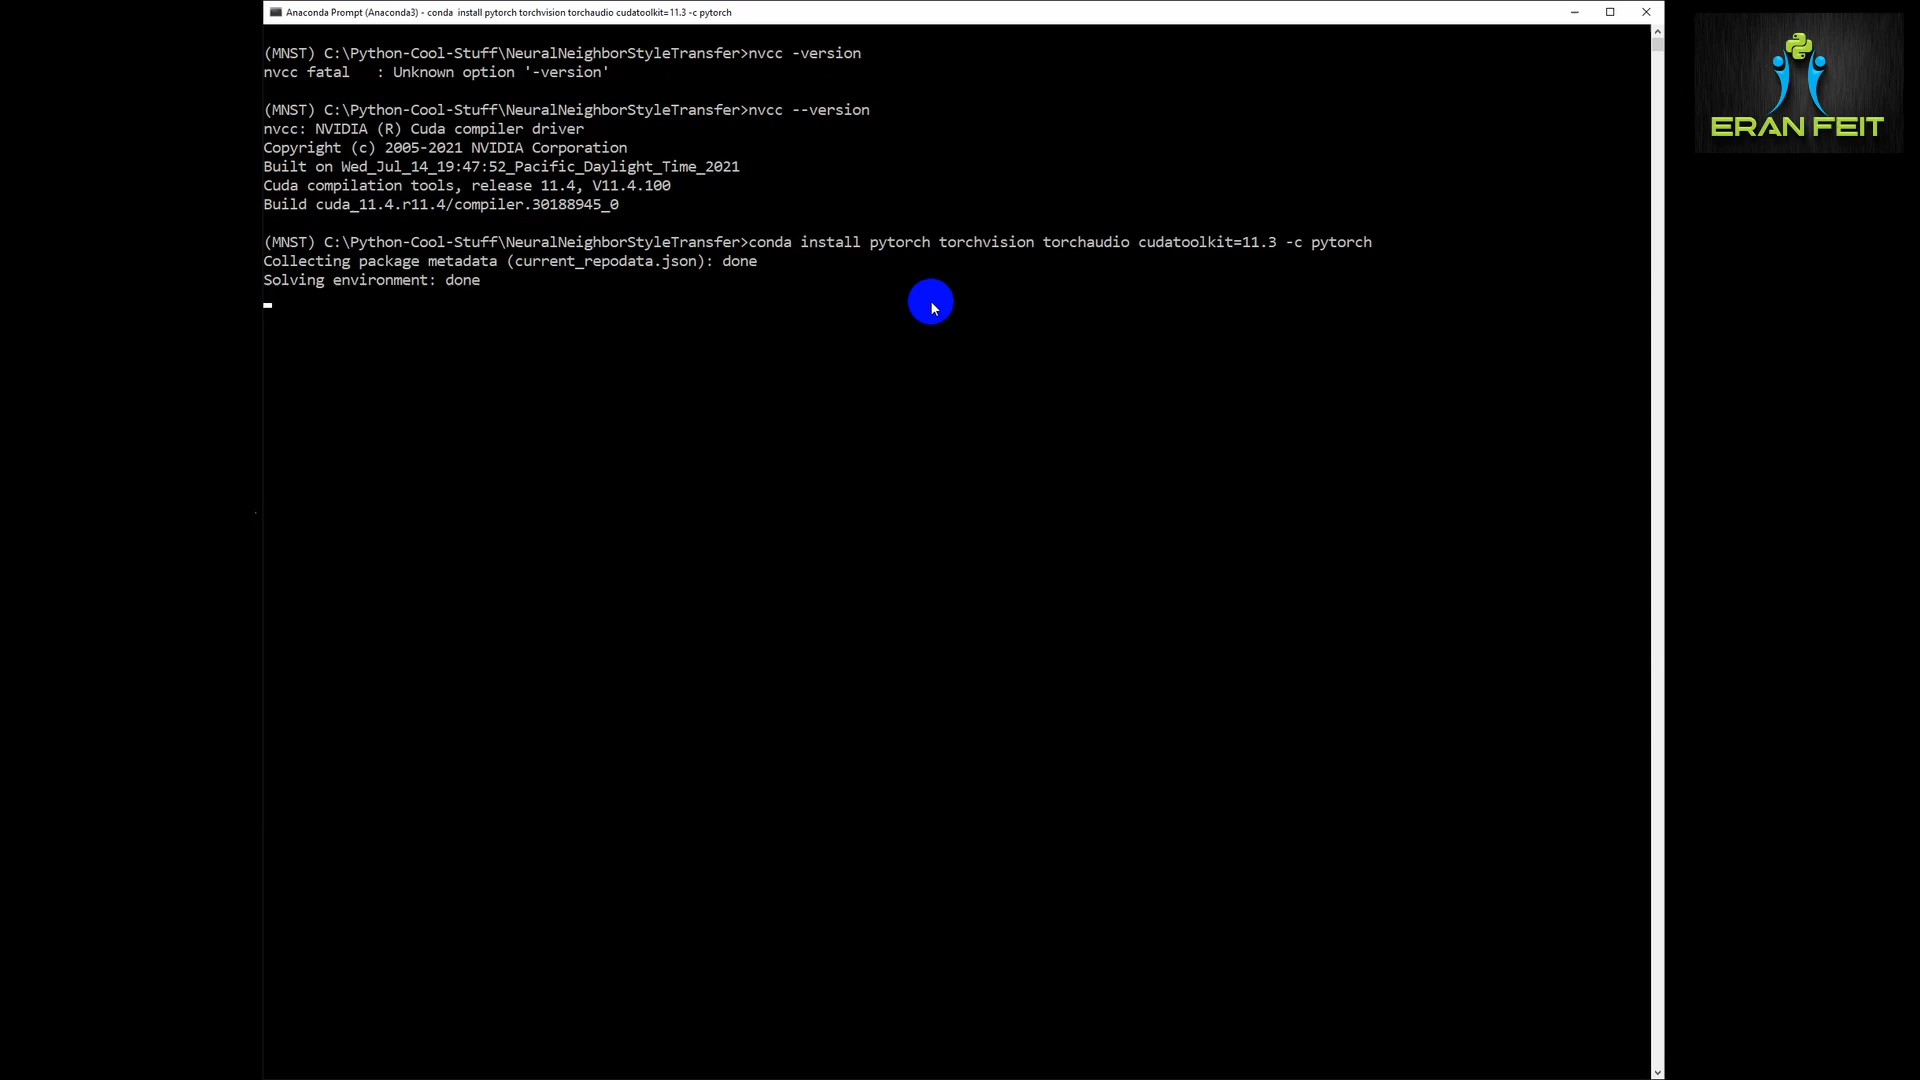 Anaconda Prompt (Anaconda3) - conda  install pytorch torchvision torchaudio cudatoolkit=11.3 -c pytorch
(MNST) C:\Python-Cool-Stuff\NeuralNeighborStyleTransfer>nvcc -version
nvcc fatal   : Unknown option '-version'
(MNST) C:\Python-Cool-Stuff\NeuralNeighborStyleTransfer>nvcc --version
nvcc: NVIDIA (R) Cuda compiler driver
Copyright (c) 2005-2021 NVIDIA Corporation
Built on Wed_Jul_14_19:47:52_Pacific_Daylight_Time_2021
Cuda compilation tools, release 11.4, V11.4.100
Build cuda_11.4.r11.4/compiler.30188945_0
(MNST) C:\Python-Cool-Stuff\NeuralNeighborStyleTransfer>conda install pytorch torchvision torchaudio cudatoolkit=11.3 -c pytorch
Collecting package metadata (current_repodata.json): done
Solving environment: done
ERAN FEIT